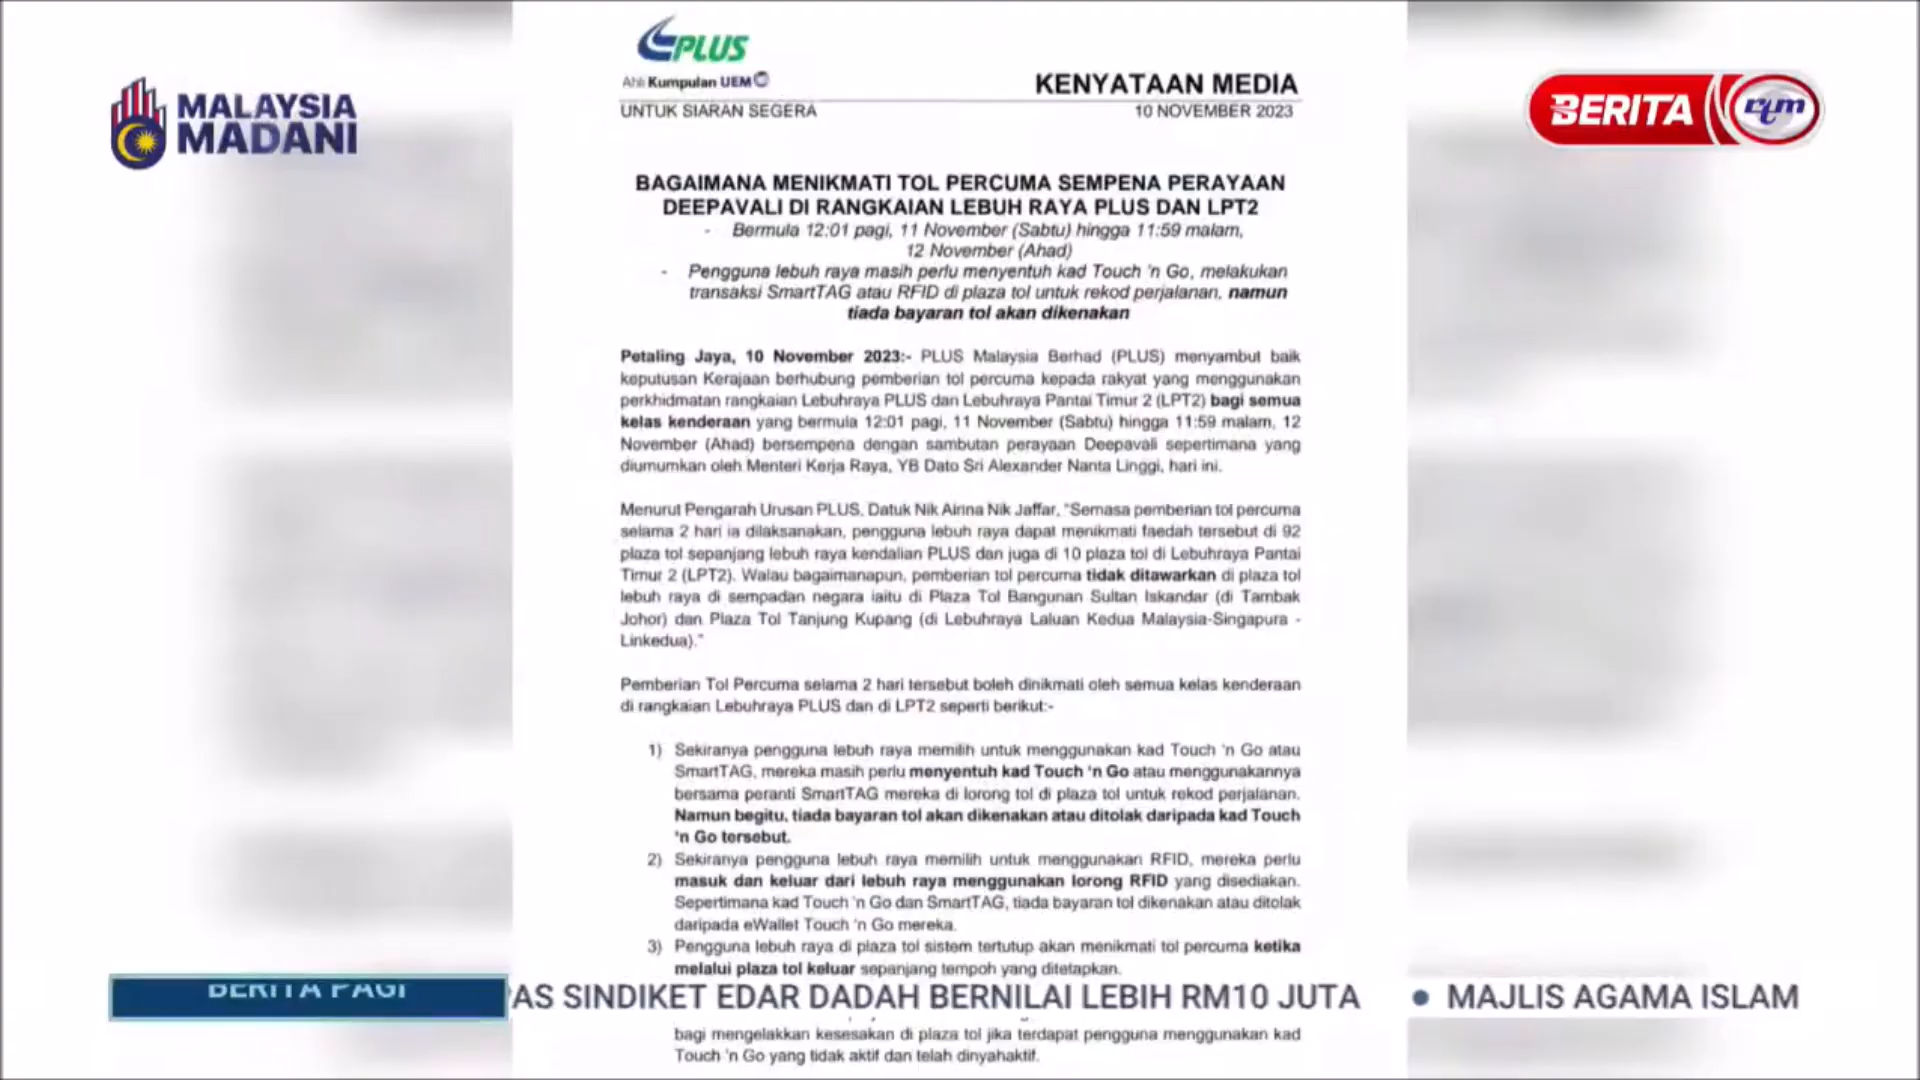 PLUS
Ahli Kumpulan UEM
KENYATAAN MEDIA
UNTUK SIARAN SEGERA
10 NOVEMBER 2023
MALAYSIA
MADANI
BERITA rtm
BAGAIMANA MENIKMATI TOL PERCUMA SEMPENA PERAYAAN
DEEPAVALI DI RANGKAIAN LEBUH RAYA PLUS DAN LPT2
- Bermula 12:01 pagi, 11 November (Sabtu) hingga 11:59 malam,
12 November (Ahad)
- Pengguna lebuh raya masih perlu menyentuh kad Touch 'n Go, melakukan
transaksi SmartTAG atau RFID di plaza tol untuk rekod perjalanan, namun
tiada bayaran tol akan dikenakan
Petaling Jaya, 10 November 2023:- PLUS Malaysia Berhad (PLUS) menyambut baik
keputusan Kerajaan berhubung pemberian tol percuma kepada rakyat yang menggunakan
perkhidmatan rangkaian Lebuhraya PLUS dan Lebuhraya Pantai Timur 2 (LPT2) bagi semua
kelas kenderaan yang bermula 12:01 pagi, 11 November (Sabtu) hingga 11:59 malam, 12
November (Ahad) bersempena dengan sambutan perayaan Deepavali sepertimana yang
diumumkan oleh Menteri Kerja Raya, YB Dato Sri Alexander Nanta Linggi, hari ini.
Menurut Pengarah Urusan PLUS, Datuk Nik Airina Nik Jaffar, "Semasa pemberian tol percuma
selama 2 hari ia dilaksanakan, pengguna lebuh raya dapat menikmati faedah tersebut di 92
plaza tol sepanjang lebuh raya kendalian PLUS dan juga di 10 plaza tol di Lebuhraya Pantai
Timur 2 (LPT2). Walau bagaimanapun, pemberian tol percuma tidak ditawarkan di plaza tol
lebuh raya di sempadan negara iaitu di Plaza Tol Bangunan Sultan Iskandar (di Tambak
Johor) dan Plaza Tol Tanjung Kupang (di Lebuhraya Laluan Kedua Malaysia-Singapura -
Linkedua)."
Pemberian Tol Percuma selama 2 hari tersebut boleh dinikmati oleh semua kelas kenderaan
di rangkaian Lebuhraya PLUS dan di LPT2 seperti berikut:-
1) Sekiranya pengguna lebuh raya memilih untuk menggunakan kad Touch 'n Go atau
SmartTAG, mereka masih perlu menyentuh kad Touch 'n Go atau menggunakannya
bersama peranti SmartTAG mereka di lorong tol di plaza tol untuk rekod perjalanan.
Namun begitu, tiada bayaran tol akan dikenakan atau ditolak daripada kad Touch
'n Go tersebut.
2) Sekiranya pengguna lebuh raya memilih untuk menggunakan RFID, mereka perlu
masuk dan keluar dari lebuh raya menggunakan lorong RFID yang disediakan.
Sepertimana kad Touch 'n Go dan SmartTAG, tiada bayaran tol dikenakan atau ditolak
daripada eWallet Touch 'n Go mereka.
3) Pengguna lebuh raya di plaza tol sistem tertutup akan menikmati tol percuma ketika
melalui plaza tol keluar sepanjang tempoh yang ditetapkan.
BERITA PAGI
AS SINDIKET EDAR DADAH BERNILAI LEBIH RM10 JUTA • MAJLIS AGAMA ISLAM
bagi mengelakkan kesesakan di plaza tol jika terdapat pengguna menggunakan kad
Touch 'n Go yang tidak aktif dan telah dinyahaktif.